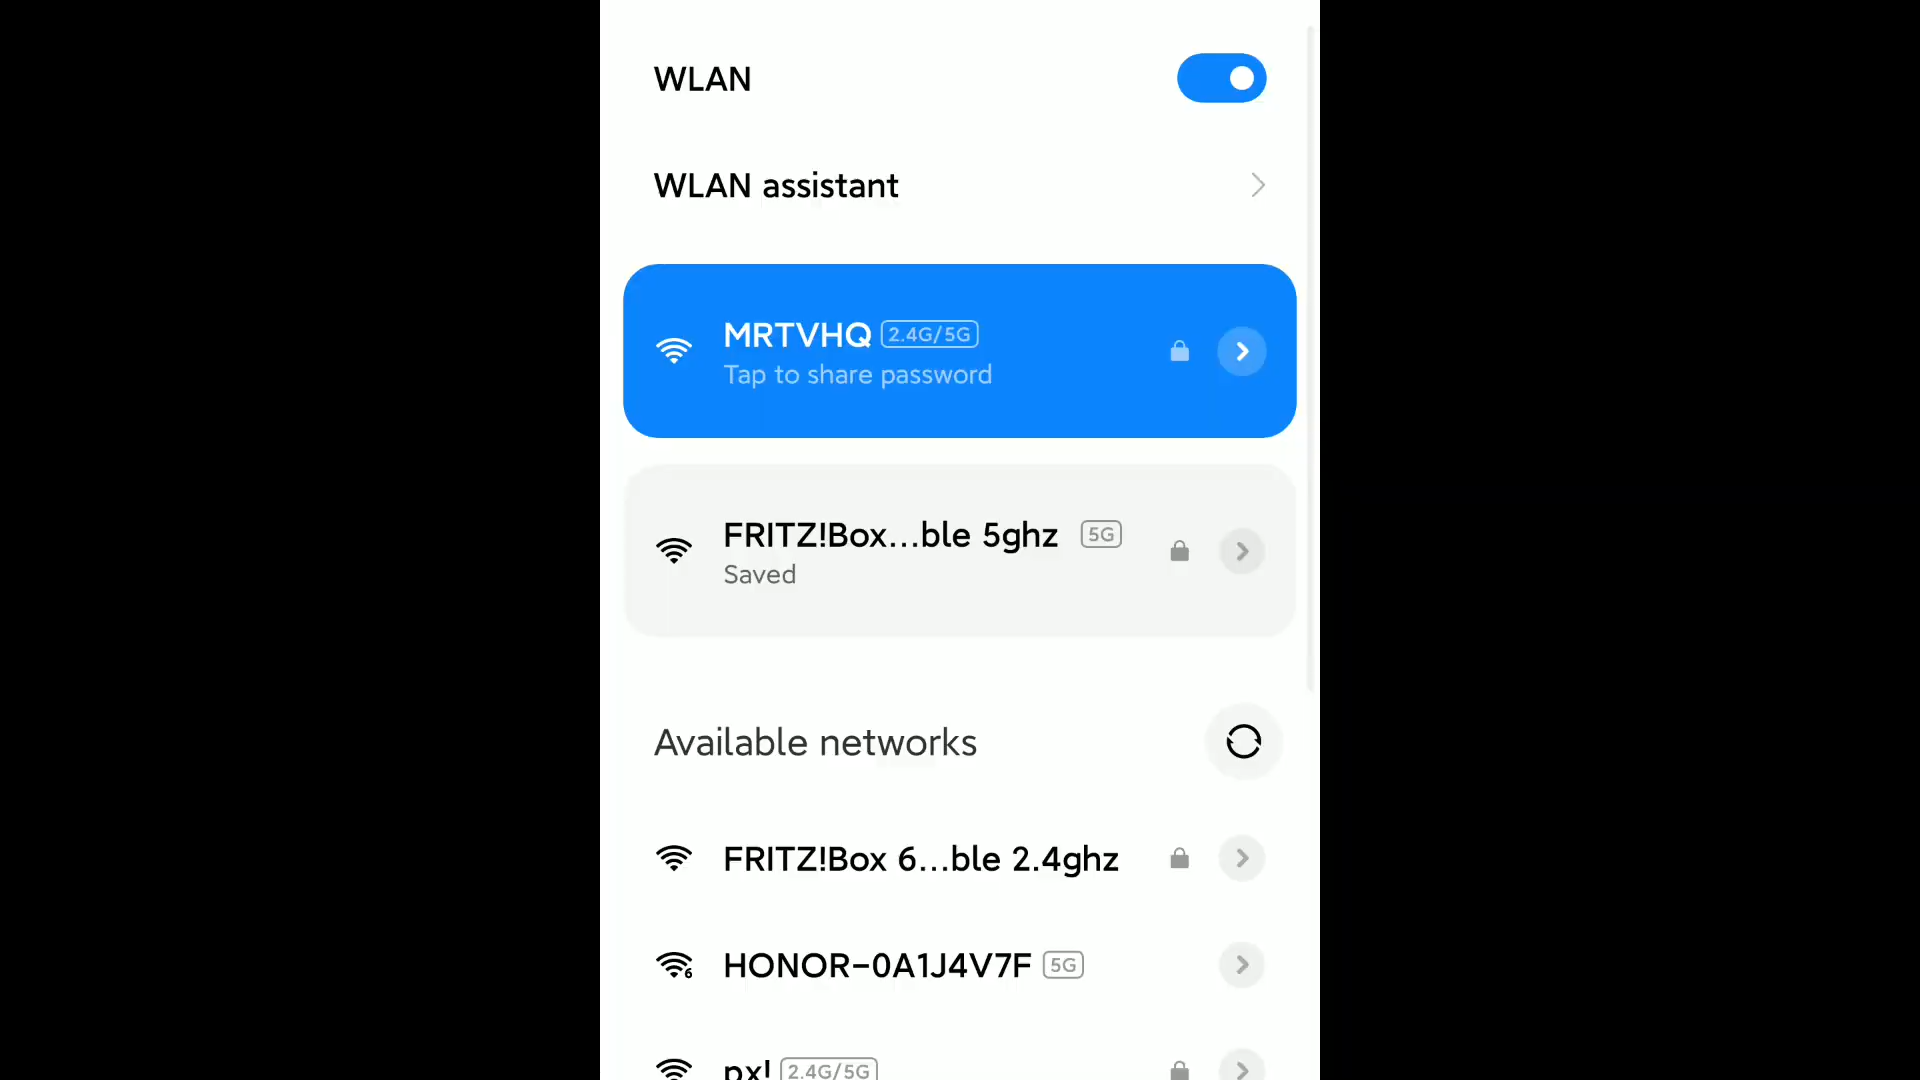 WLAN
WLAN assistant
MRTVHQ 2.4G/5G
Tap to share password
FRITZ!Box...ble 5ghz 5G
Saved
Available networks
FRITZ!Box 6...ble 2.4ghz
6
HONOR-0A1J4V7F 5G
px! 2.4G/5G